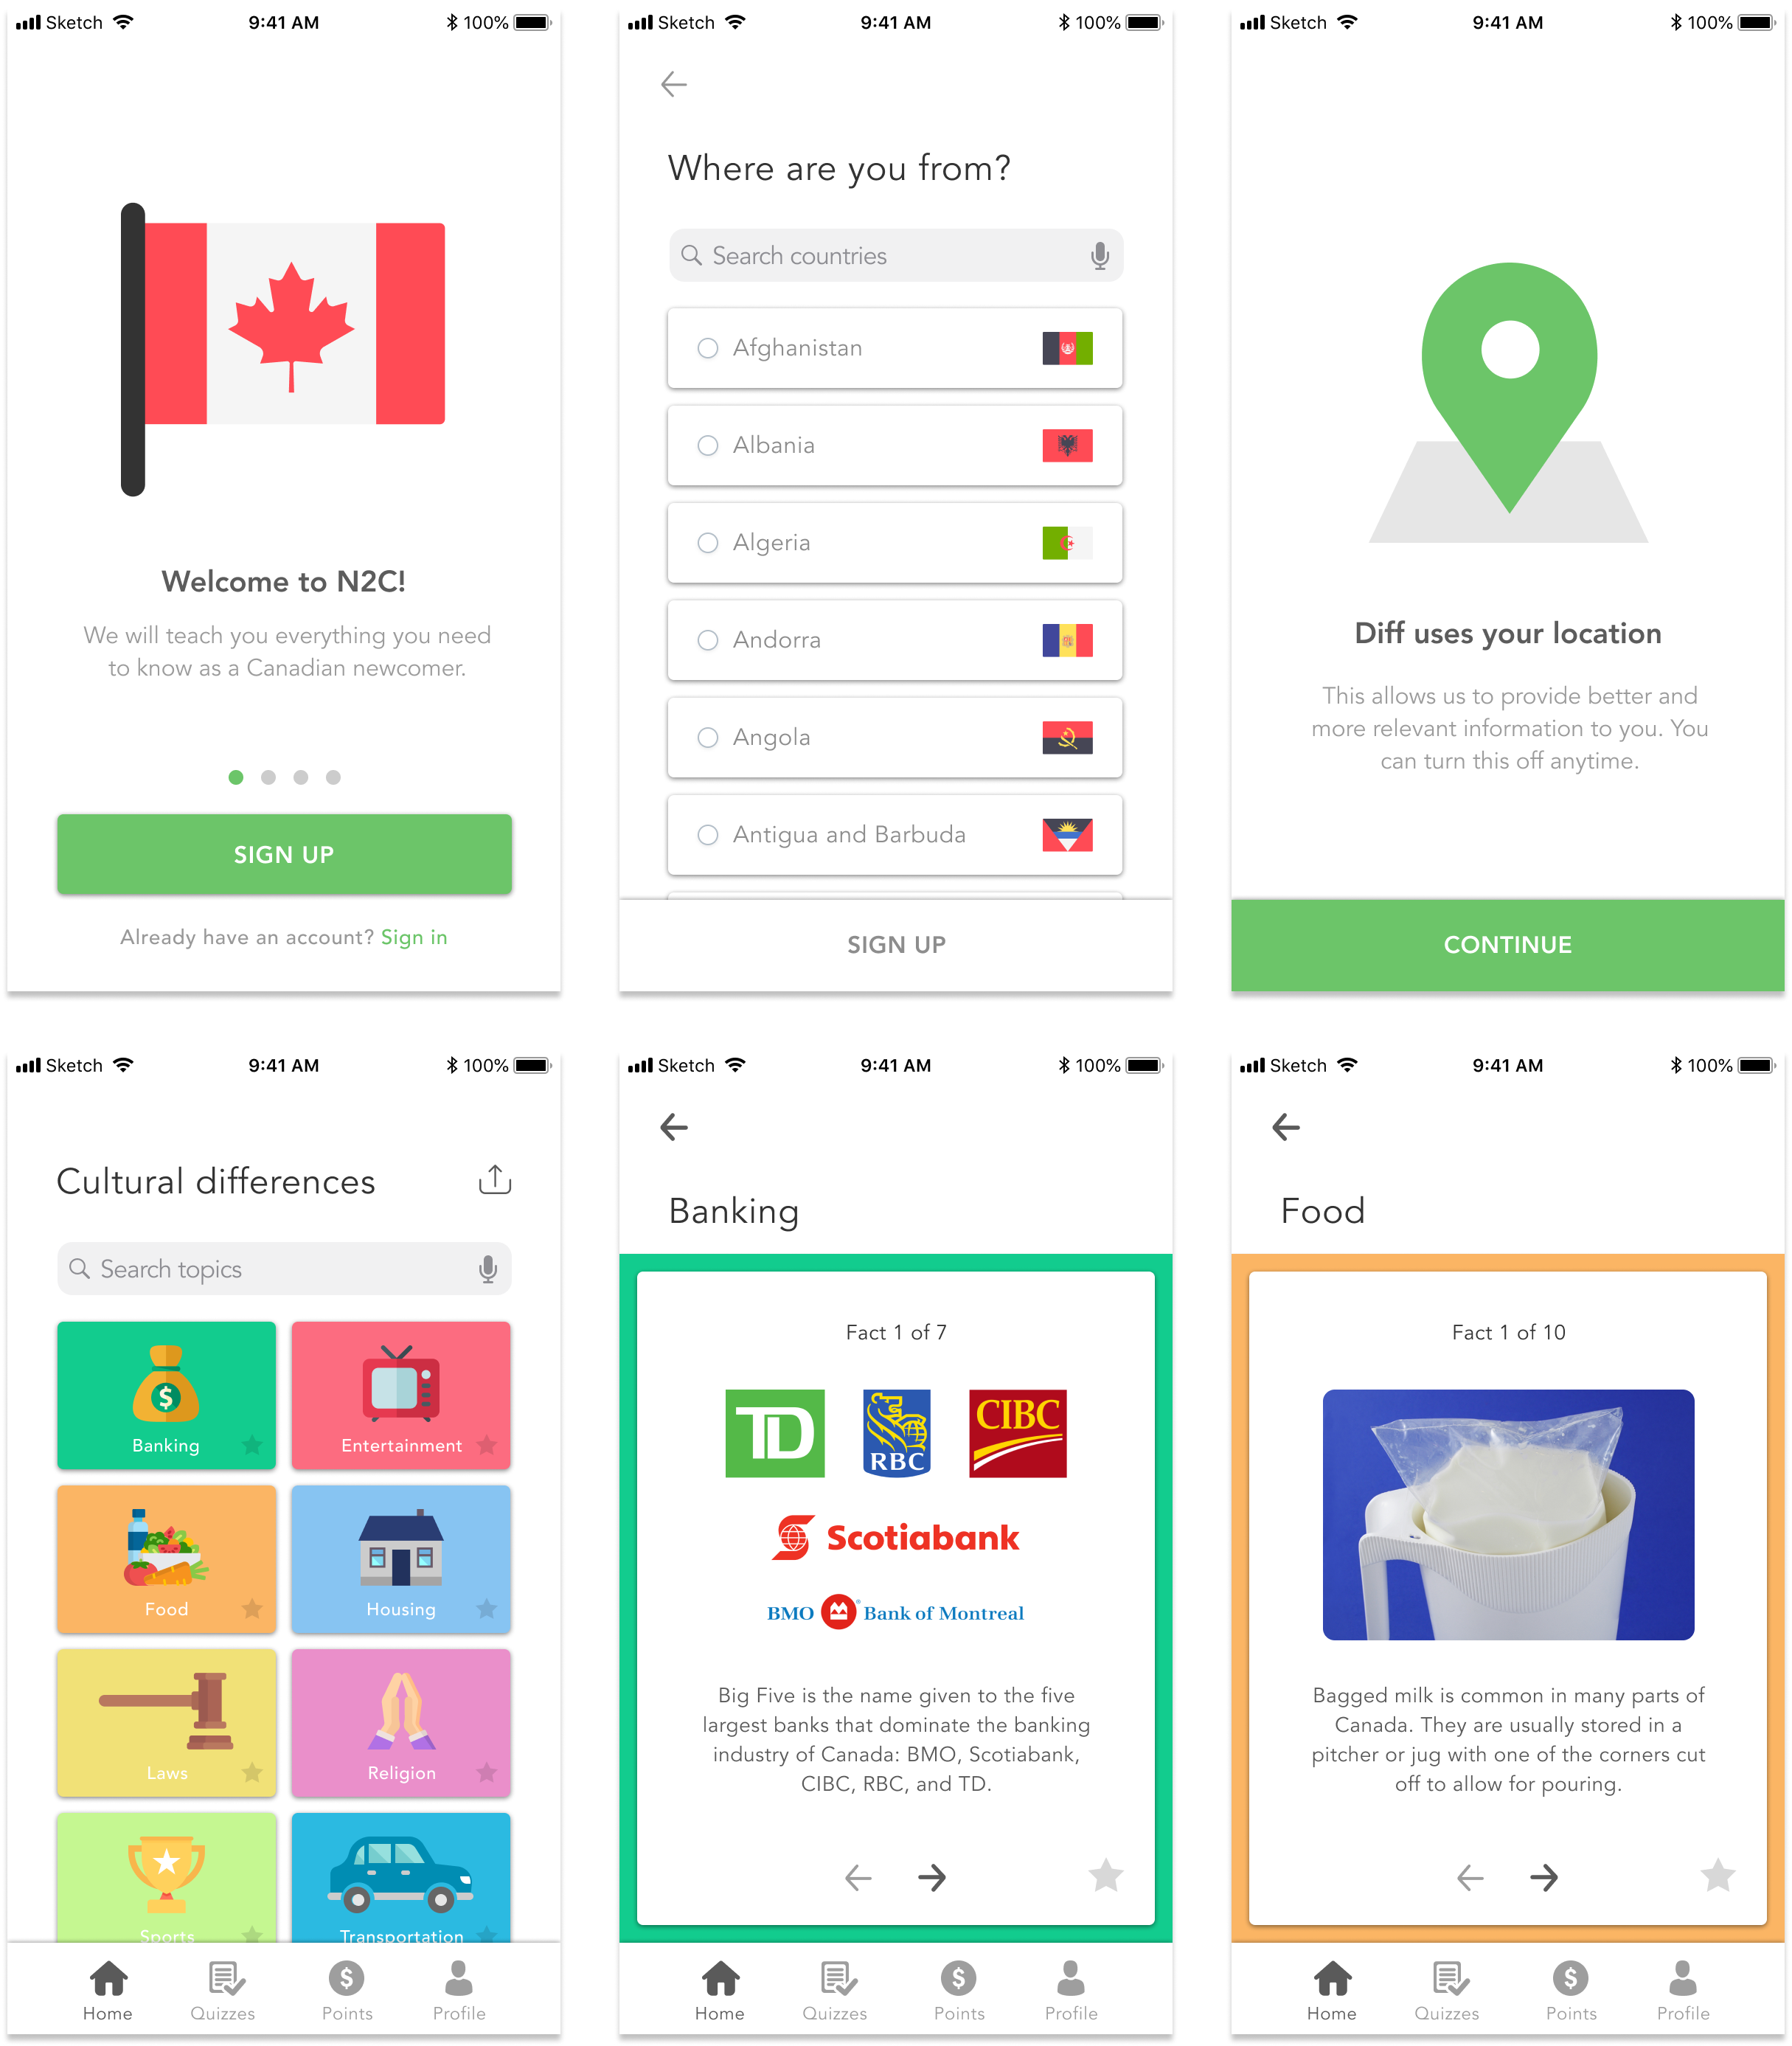 Sketch 9:41 AM 100%
Welcome to N2C!
We will teach you everything you need
to know as a Canadian newcomer.
SIGN UP
Already have an account? Sign in
Sketch 9:41 AM 100%
Where are you from?
Search countries
Afghanistan
Albania
Algeria
Andorra
Angola
Antigua and Barbuda
SIGN UP
Sketch 9:41 AM 100%
Diff uses your location
This allows us to provide better and
more relevant information to you. You
can turn this off anytime.
CONTINUE
Sketch 9:41 AM 100%
Cultural differences
Search topics
$
Banking
Entertainment
Food
Housing
Laws
Religion
Sports
Transportation
$
Home Quizzes Points Profile
Sketch 9:41 AM 100%
Banking
Fact 1 of 7
TD
RBC
CIBC
Scotiabank
BMO Bank of Montreal
Big Five is the name given to the five
largest banks that dominate the banking
industry of Canada: BMO, Scotiabank,
CIBC, RBC, and TD.
$
Home Quizzes Points Profile
Sketch 9:41 AM 100%
Food
Fact 1 of 10
Bagged milk is common in many parts of
Canada. They are usually stored in a
pitcher or jug with one of the corners cut
off to allow for pouring.
$
Home Quizzes Points Profile